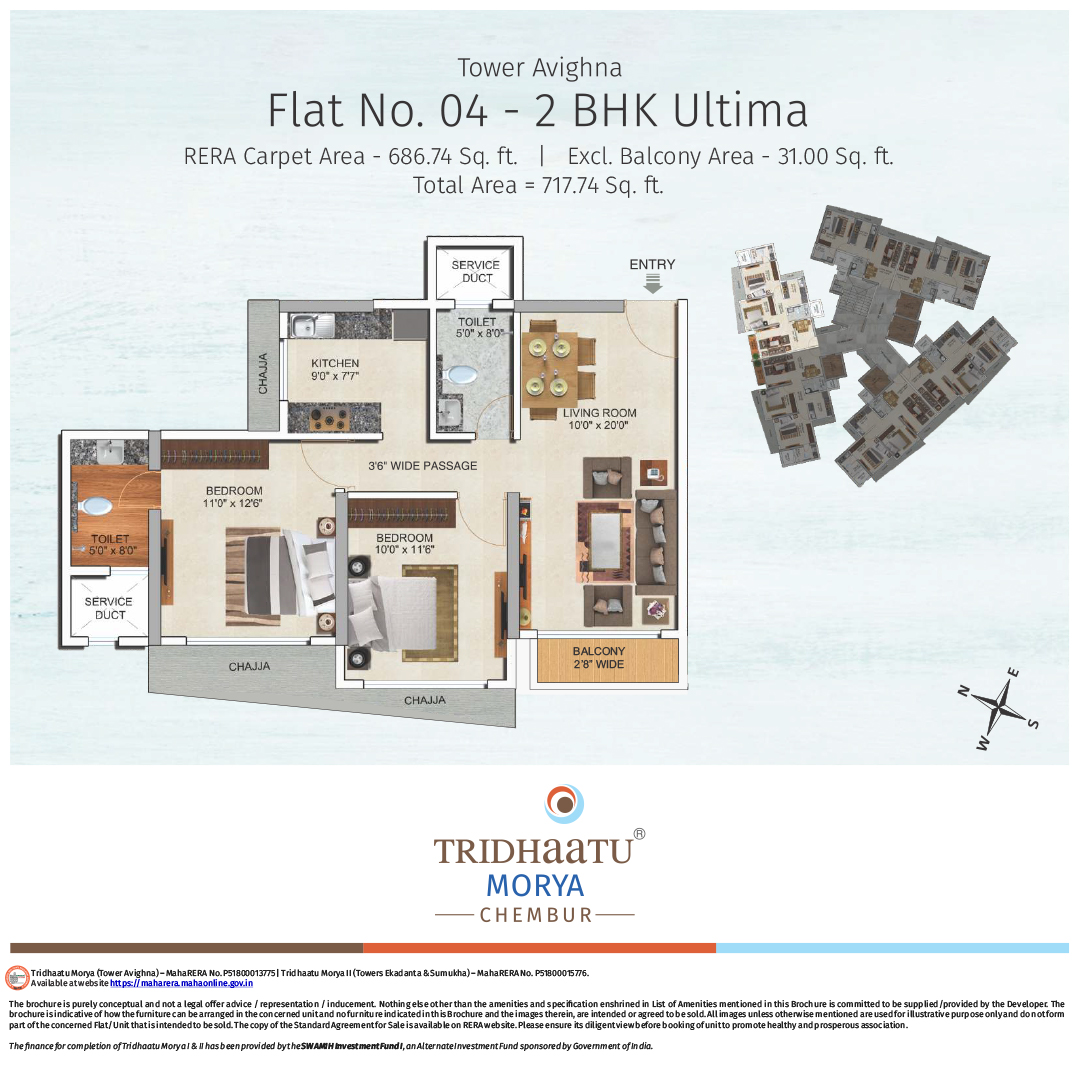 Tower Avighna
Flat No. 04 - 2 BHK Ultima
RERA Carpet Area - 686.74 Sq. ft. | Excl. Balcony Area - 31.00 Sq. ft.
Total Area = 717.74 Sq. ft.
SERVICE
DUCT
ENTRY
TOILET
5'0" x 8'0"
KITCHEN
9'0" x 7'7"
CHAJJA
LIVING ROOM
10'0" x 20'0"
3'6" WIDE PASSAGE
BEDROOM
11'0" x 12'6"
BEDROOM
10'0" x 11'6"
TOILET
5'0" x 8'0"
SERVICE
DUCT
BALCONY
2'8" WIDE
CHAJJA
CHAJJA
E
N
S
W
TRIDHaaTU®
MORYA
CHEMBUR
Tridhaatu Morya (Tower Avighna) – MahaRERA No. P51800013775 | Tridhaatu Morya II (Towers Ekadanta & Sumukha) – MahaRERA No. P51800015776.
Available at website https://maharera.mahaonline.gov.in
The brochure is purely conceptual and not a legal offer advice / representation / inducement. Nothing else other than the amenities and specification enshrined in List of Amenities mentioned in this Brochure is committed to be supplied /provided by the Developer. The
brochure is indicative of how the furniture can be arranged in the concerned unit and no furniture indicated in this Brochure and the images therein, are intended or agreed to be sold. All images unless otherwise mentioned are used for illustrative purpose only and do not form
part of the concerned Flat/ Unit that is intended to be sold. The copy of the Standard Agreement for Sale is available on RERA website. Please ensure its diligent view before booking of unit to promote healthy and prosperous association.
The finance for completion of Tridhaatu Morya I & II has been provided by the SWAMIH Investment Fund I, an Alternate Investment Fund sponsored by Government of India.